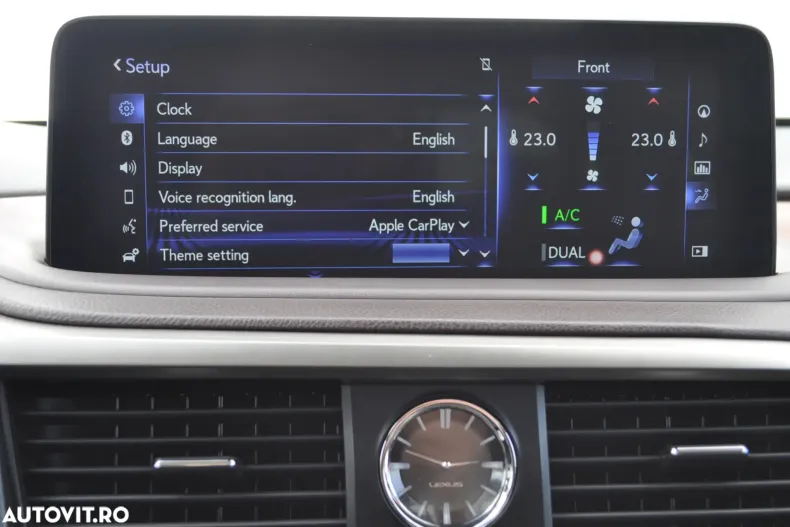 Setup
Front
Clock
Language English
23.0 23.0
Display
Voice recognition lang. English
A/C
Preferred service Apple CarPlay
DUAL
Theme setting
LEXUS
AUTOVIT.RO